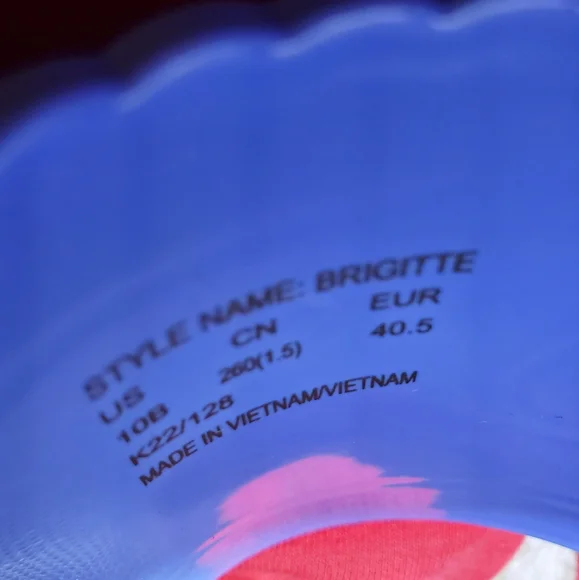 STYLE NAME: BRIGITTE
US CN EUR
10B 260(1.5) 40.5
K22/128
MADE IN VIETNAM/VIETNAM